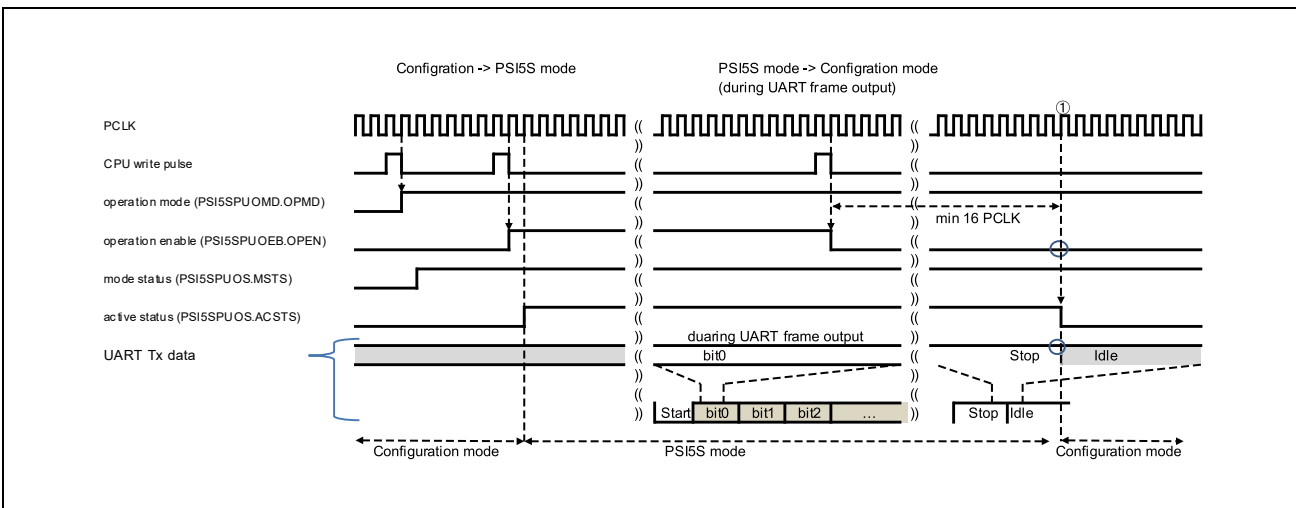 Configration -> PSI5S mode
PSI5S mode -> Configration mode
(during UART frame output)
①
PCLK
CPU write pulse
operation mode (PSI5SPUOMD.OPMD)
min 16 PCLK
operation enable (PSI5SPUOEB.OPEN)
mode status (PSI5SPUOS.MSTS)
active status (PSI5SPUOS.ACSTS)
duaring UART frame output
UART Tx data
bit0
Stop
Idle
Start
bit0
bit1
bit2
...
Stop
Idle
Configuration mode
PSI5S mode
Configuration mode